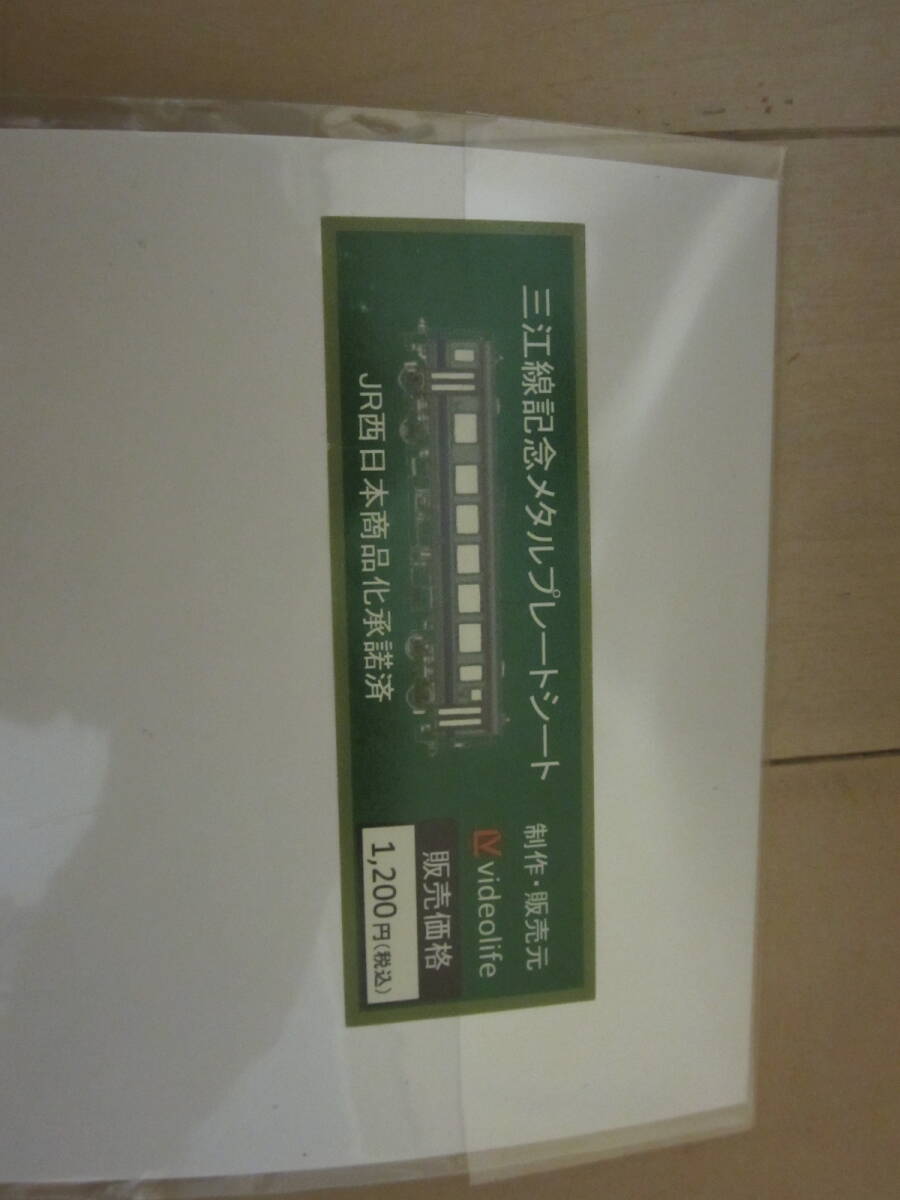 三江線記念メタルプレートシート
JR西日本商品化承諾済
制作・販売元
videolife
販売価格
1,200円(税込)